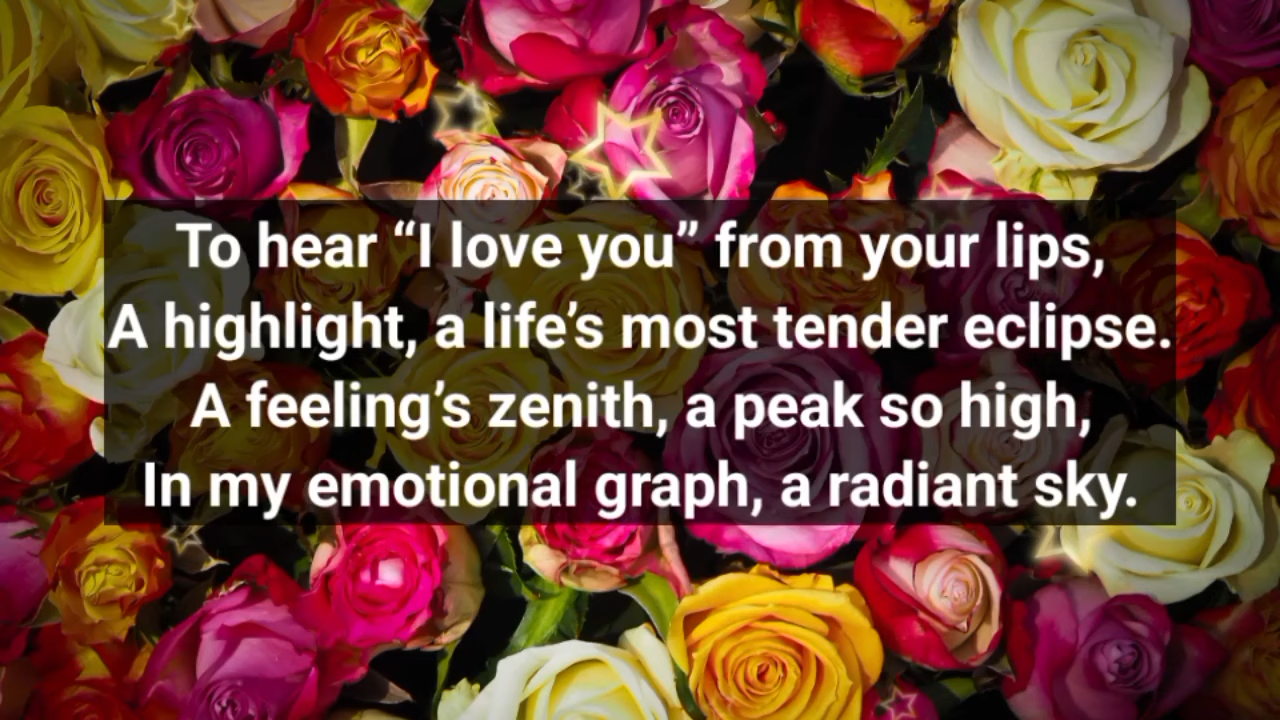 To hear “I love you” from your lips,
A highlight, a life’s most tender eclipse.
A feeling’s zenith, a peak so high,
In my emotional graph, a radiant sky.